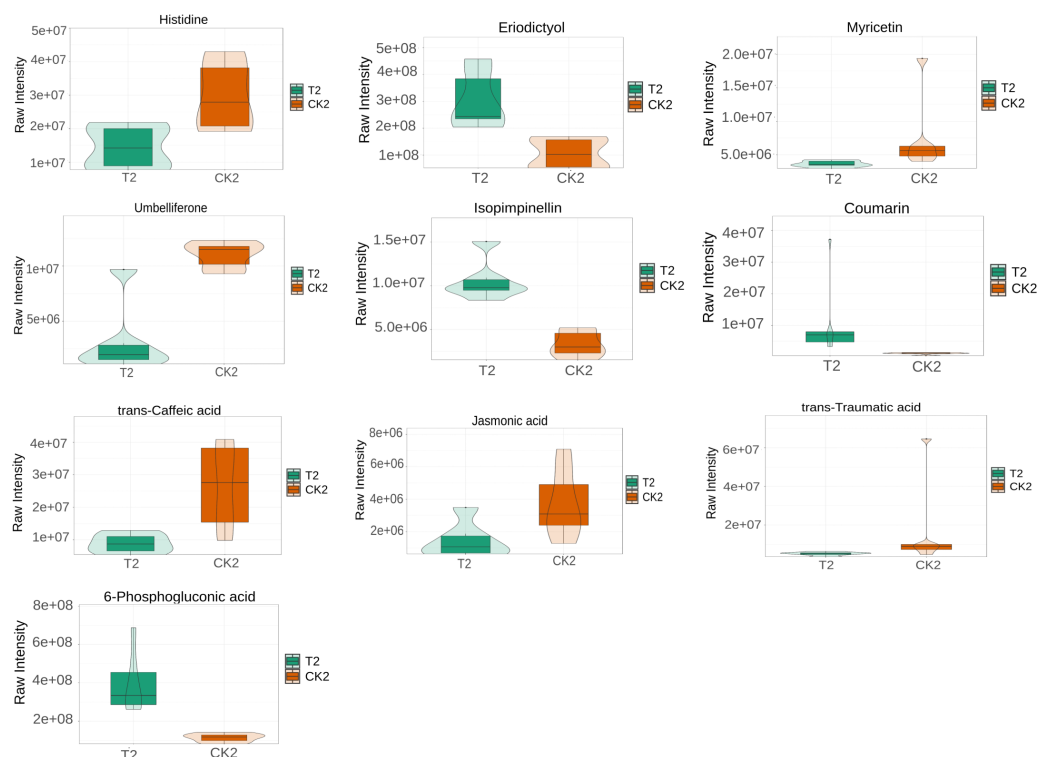 Histidine
Raw Intensity
5e+07
4e+07
3e+07
2e+07
1e+07
T2
CK2
T2
CK2
Eriodictyol
Raw Intensity
5e+08
4e+08
3e+08
2e+08
1e+08
T2
CK2
T2
CK2
Myricetin
Raw Intensity
2.0e+07
1.5e+07
1.0e+07
5.0e+06
T2
CK2
T2
CK2
Umbelliferone
Raw Intensity
1e+07
5e+06
T2
CK2
T2
CK2
Isopimpinellin
Raw Intensity
1.5e+07
1.0e+07
5.0e+06
T2
CK2
T2
CK2
Coumarin
Raw Intensity
4e+07
3e+07
2e+07
1e+07
T2
CK2
T2
CK2
trans-Caffeic acid
Raw Intensity
4e+07
3e+07
2e+07
1e+07
T2
CK2
T2
CK2
Jasmonic acid
Raw Intensity
8e+06
6e+06
4e+06
2e+06
T2
CK2
T2
CK2
trans-Traumatic acid
Raw Intensity
6e+07
4e+07
2e+07
T2
CK2
T2
CK2
6-Phosphogluconic acid
Raw Intensity
8e+08
6e+08
4e+08
2e+08
T2
CK2
T2
CK2